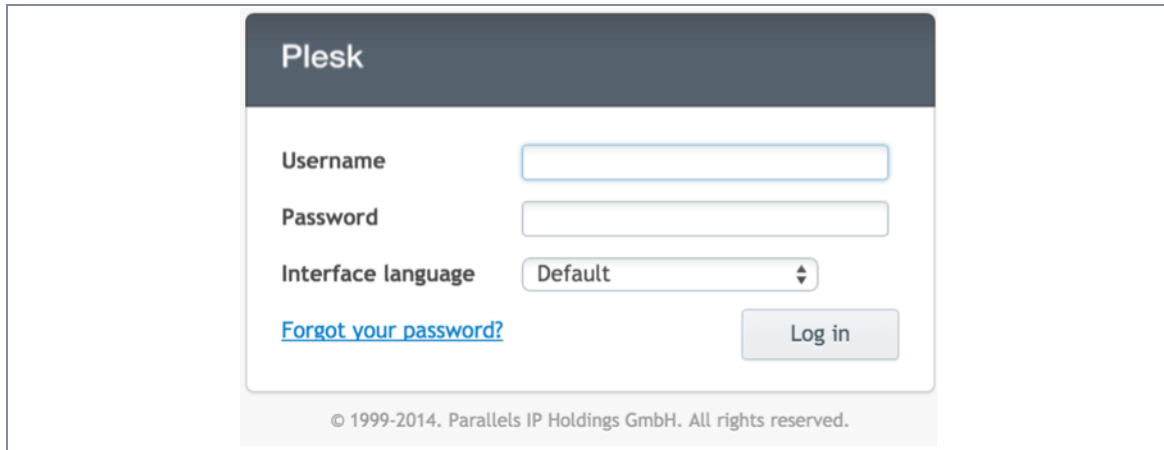 Plesk
Username
Password
Interface language Default
Forgot your password? Log in
© 1999-2014. Parallels IP Holdings GmbH. All rights reserved.